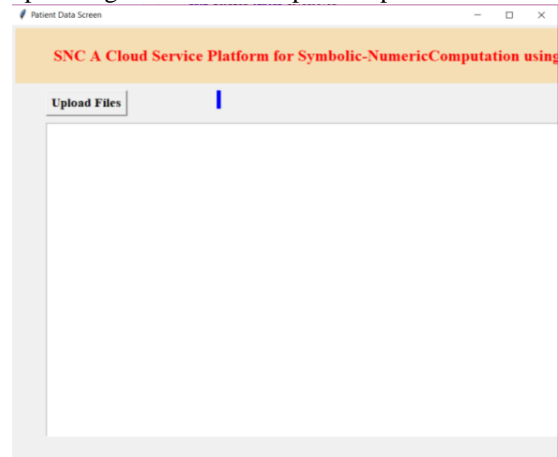 Patient Data Screen
SNC A Cloud Service Platform for Symbolic-NumericComputation using
Upload Files